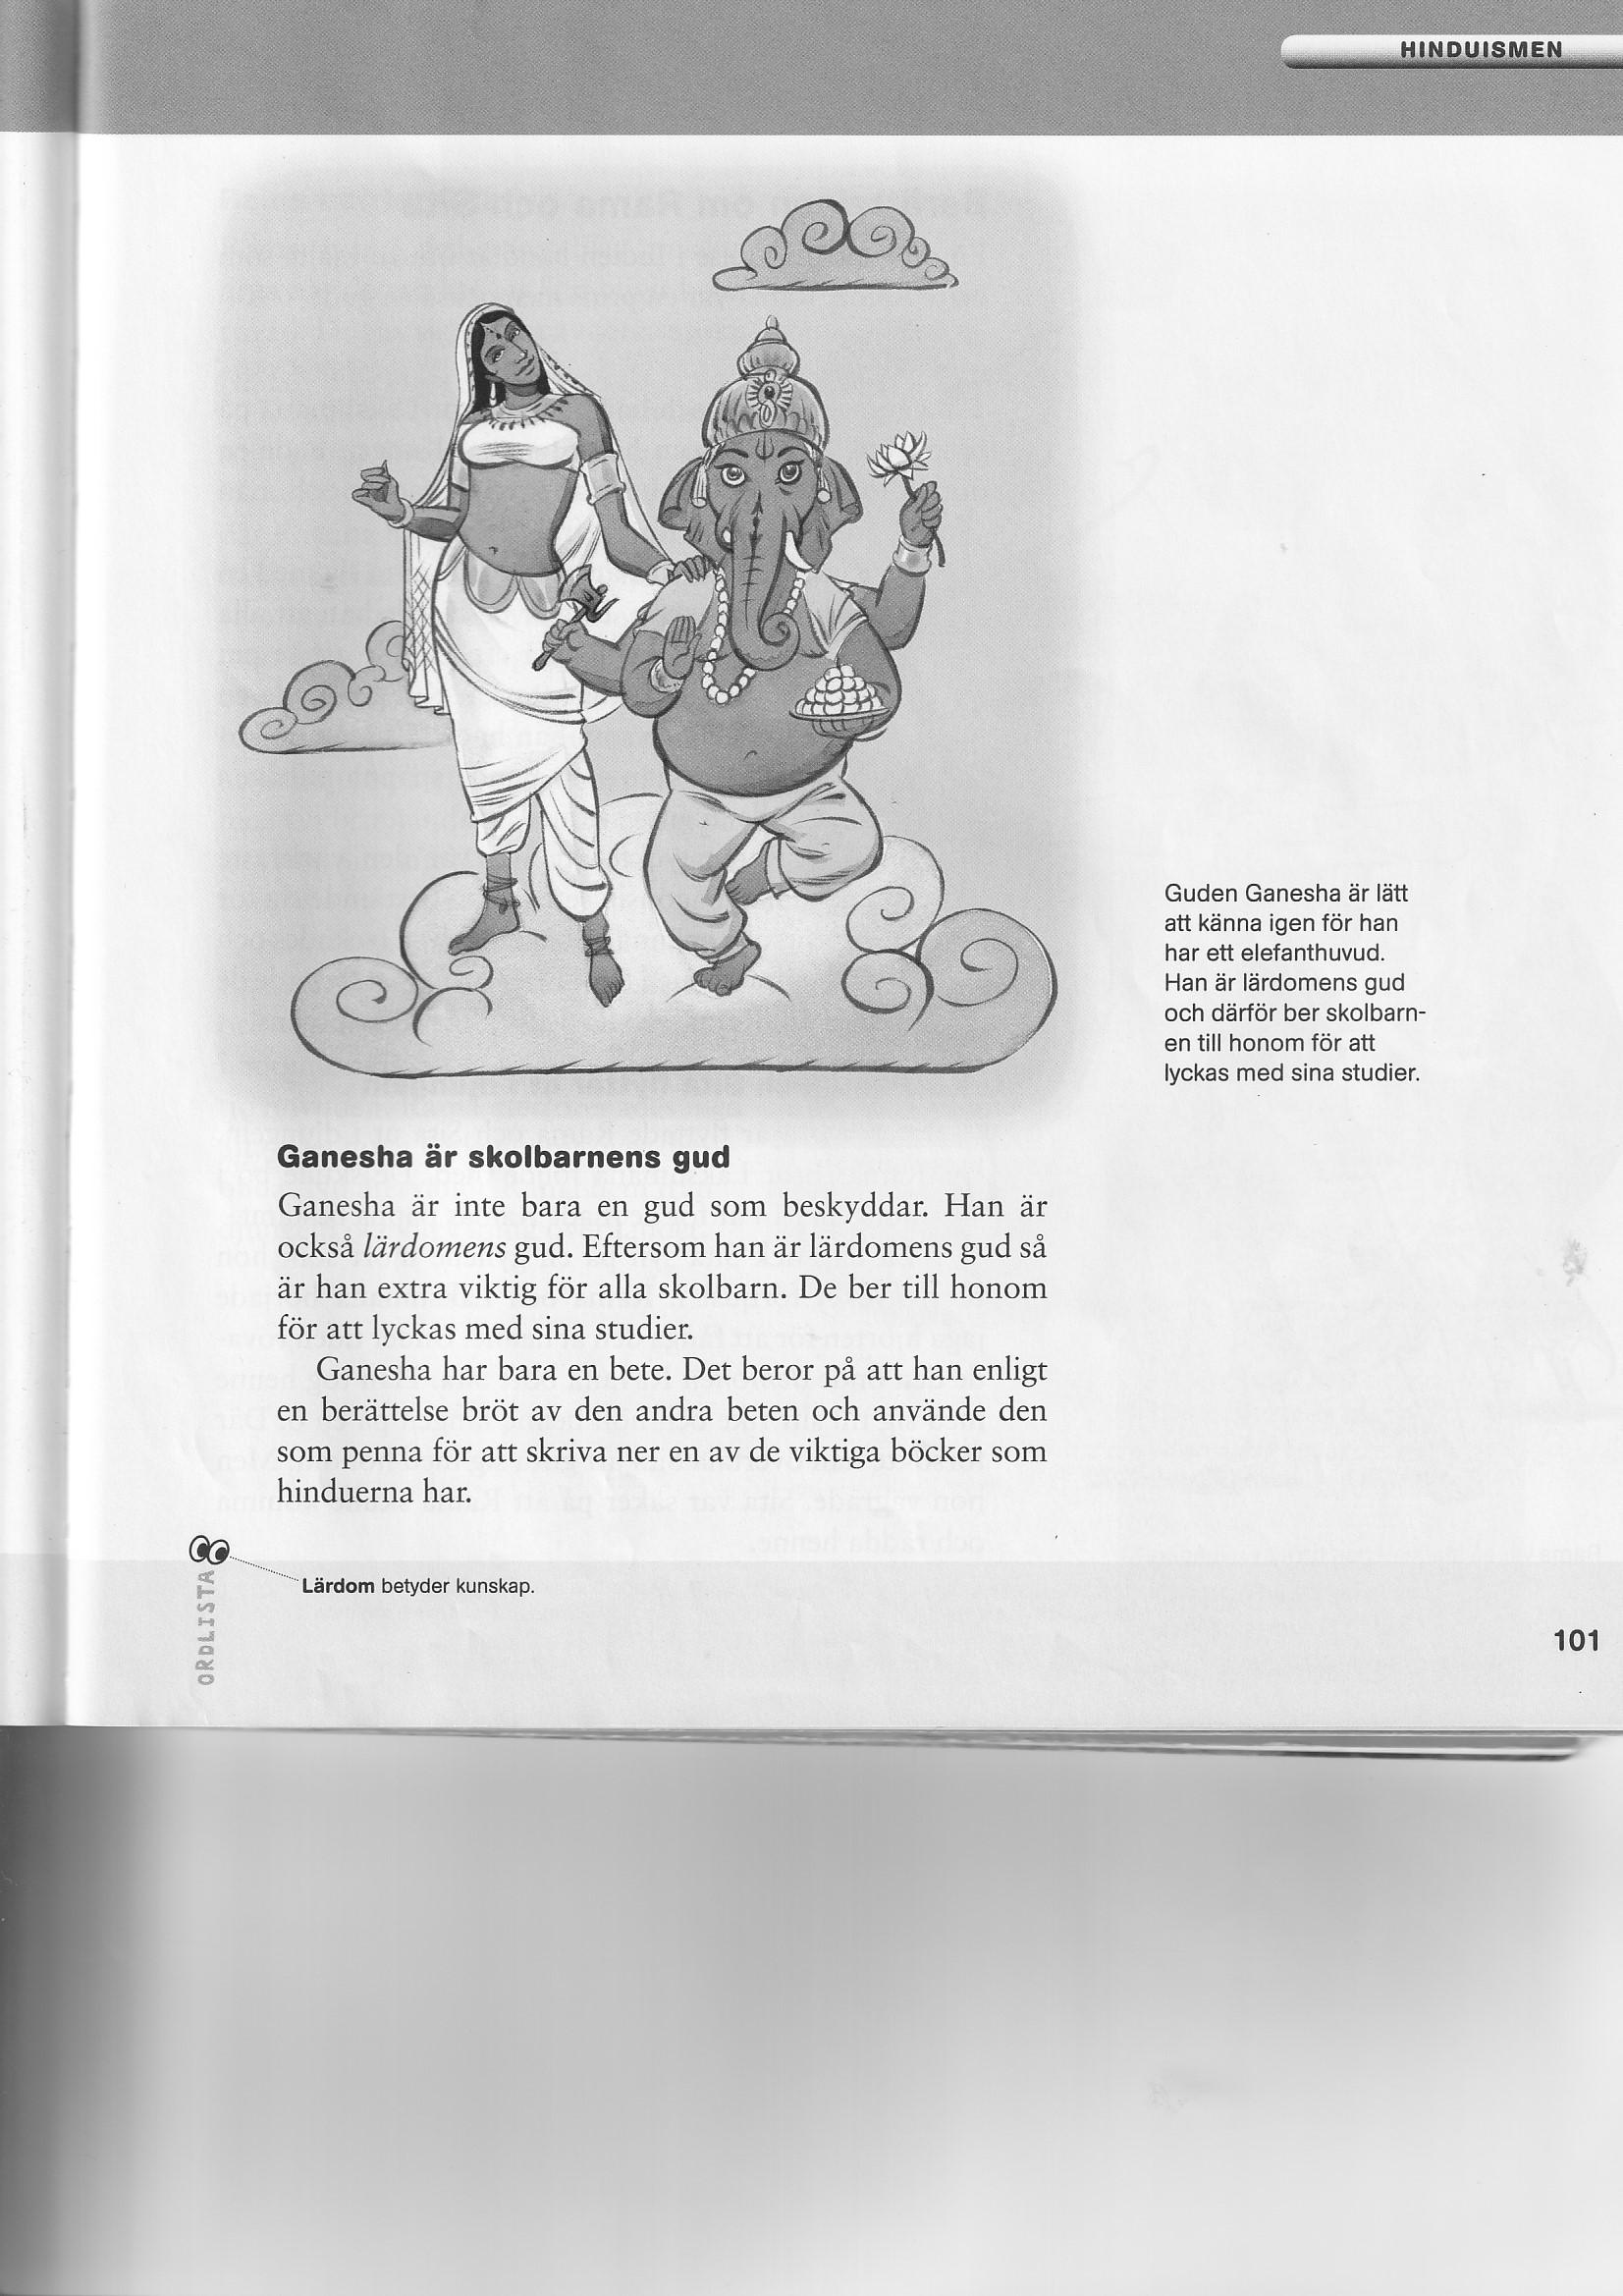 HINDUISMEN
Guden Ganesha är lätt
att känna igen för han
har ett elefanthuvud.
Han är lärdomens gud
och därför ber skolbarn-
en till honom för att
lyckas med sina studier.
Ganesha är skolbarnens gud
Ganesha är inte bara en gud som beskyddar. Han är
också lärdomens gud. Eftersom han är lärdomens gud så
är han extra viktig för alla skolbarn. De ber till honom
för att lyckas med sina studier.
Ganesha har bara en bete. Det beror på att han enligt
en berättelse bröt av den andra beten och använde den
som penna för att skriva ner en av de viktiga böcker som
hinduerna har.
ORDLISTA
Lärdom betyder kunskap.
101